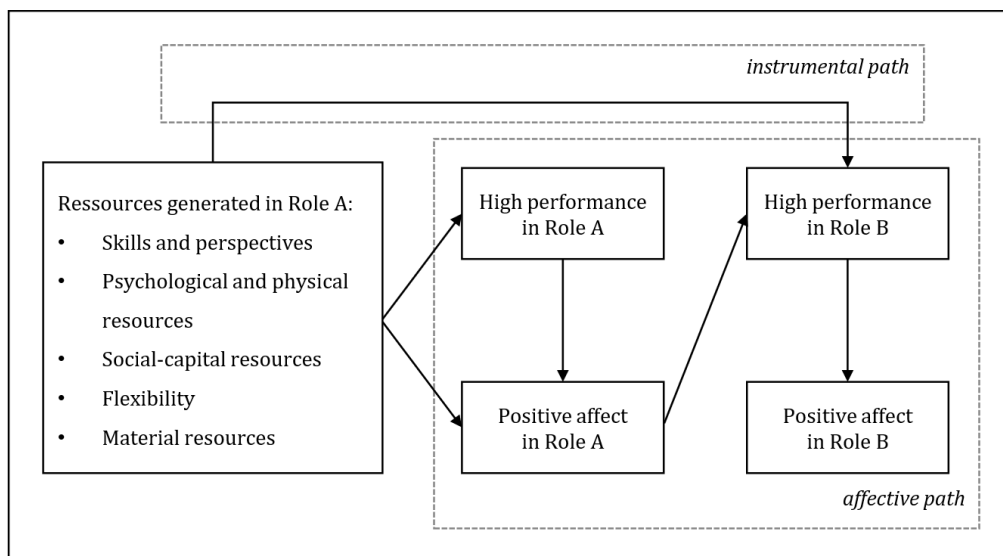 instrumental path
Ressources generated in Role A:
• Skills and perspectives
• Psychological and physical
resources
• Social-capital resources
• Flexibility
• Material resources
High performance
in Role A
High performance
in Role B
Positive affect
in Role A
Positive affect
in Role B
affective path